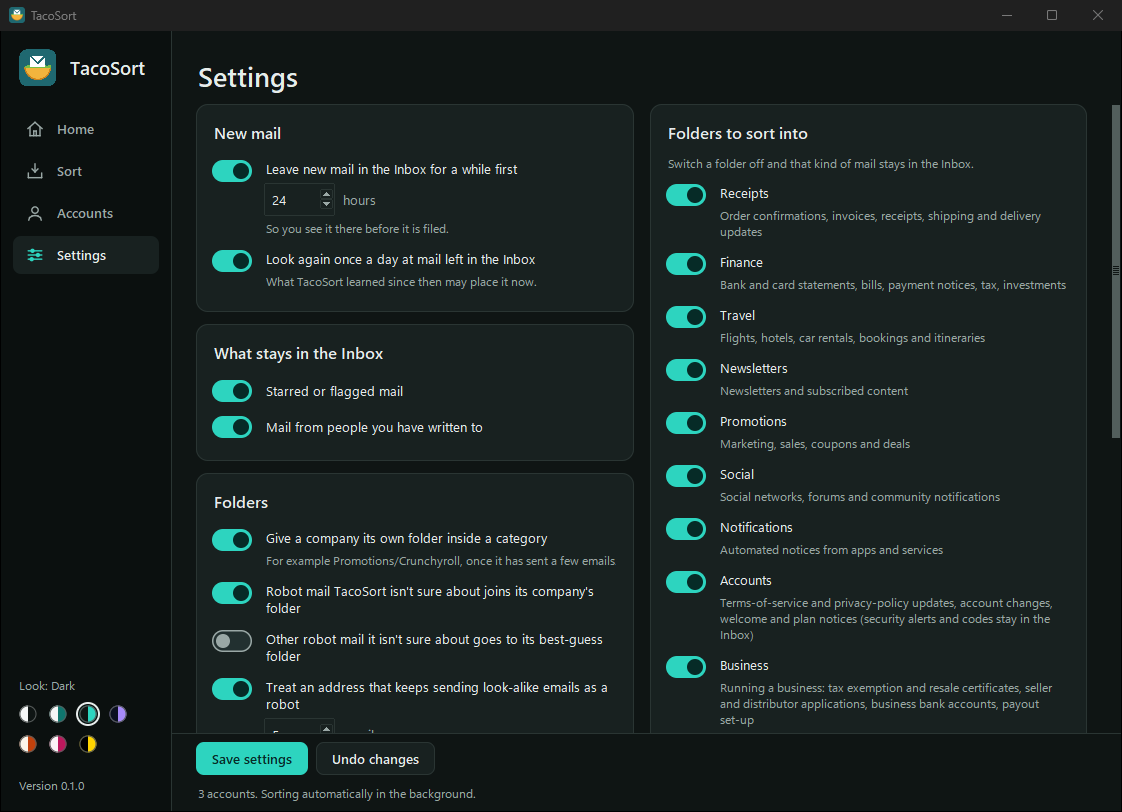 TacoSort
TacoSort
Home
Sort
Accounts
Settings
Look: Dark
Version 0.1.0
Settings
New mail
Leave new mail in the Inbox for a while first
24 hours
So you see it there before it is filed.
Look again once a day at mail left in the Inbox
What TacoSort learned since then may place it now.
What stays in the Inbox
Starred or flagged mail
Mail from people you have written to
Folders
Give a company its own folder inside a category
For example Promotions/Crunchyroll, once it has sent a few emails
Robot mail TacoSort isn't sure about joins its company's
folder
Other robot mail it isn't sure about goes to its best-guess
folder
Treat an address that keeps sending look-alike emails as a
robot
Folders to sort into
Switch a folder off and that kind of mail stays in the Inbox.
Receipts
Order confirmations, invoices, receipts, shipping and delivery
updates
Finance
Bank and card statements, bills, payment notices, tax, investments
Travel
Flights, hotels, car rentals, bookings and itineraries
Newsletters
Newsletters and subscribed content
Promotions
Marketing, sales, coupons and deals
Social
Social networks, forums and community notifications
Notifications
Automated notices from apps and services
Accounts
Terms-of-service and privacy-policy updates, account changes,
welcome and plan notices (security alerts and codes stay in the
Inbox)
Business
Running a business: tax exemption and resale certificates, seller
and distributor applications, business bank accounts, payout
set-up
Save settings
Undo changes
3 accounts. Sorting automatically in the background.